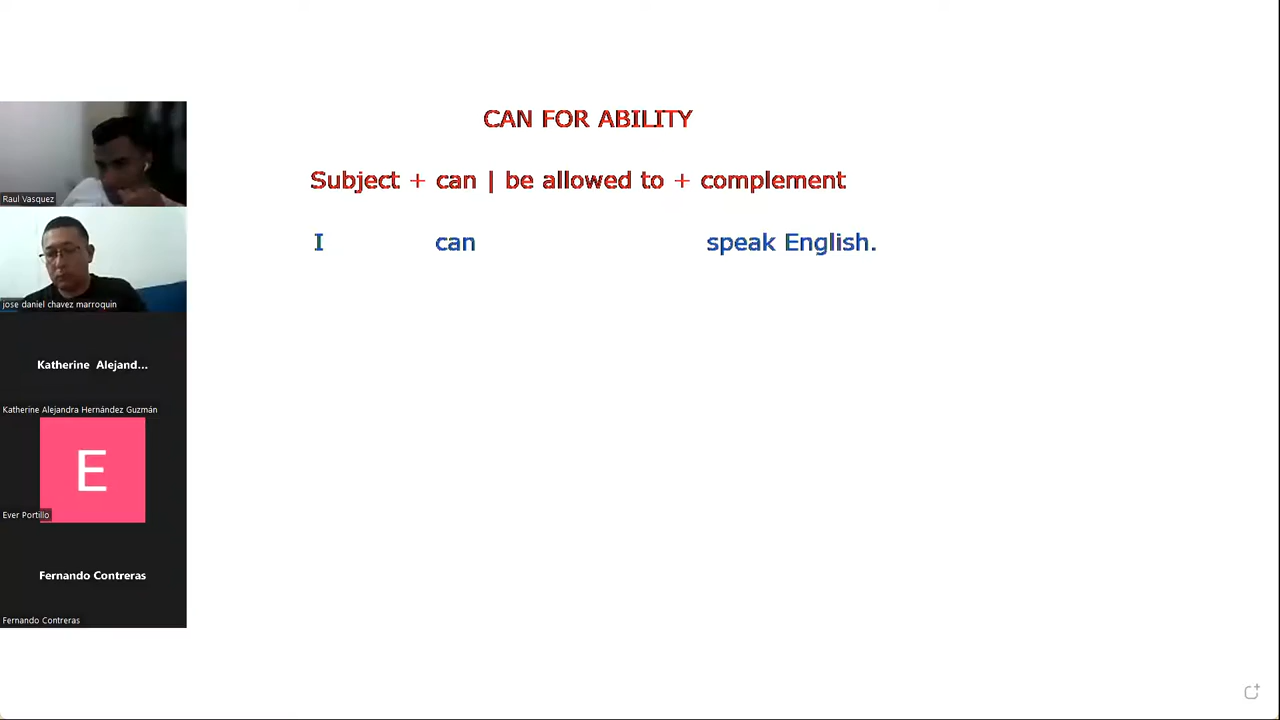 CAN FOR ABILITY
Subject + can | be allowed to + complement
I can speak English.
Raul Vasquez
jose daniel chavez marroquin
Katherine Alejand...
Katherine Alejandra Hernández Guzmán
E
Ever Portillo
Fernando Contreras
Fernando Contreras